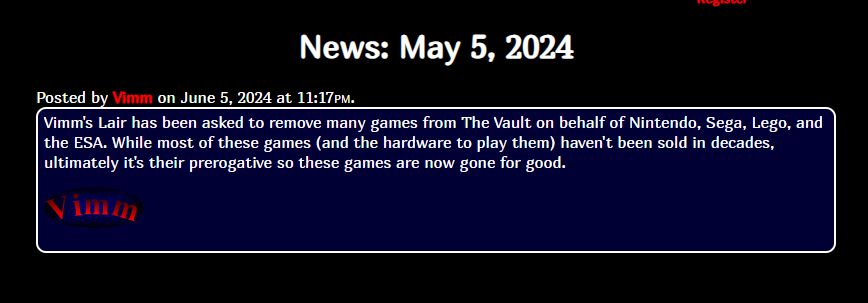 Register
News: May 5, 2024
Posted by Vimm on June 5, 2024 at 11:17PM.
Vimm's Lair has been asked to remove many games from The Vault on behalf of Nintendo, Sega, Lego, and
the ESA. While most of these games (and the hardware to play them) haven't been sold in decades,
ultimately it's their prerogative so these games are now gone for good.
Vimm